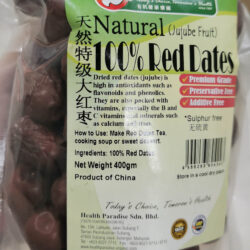 天然特级大红枣
Natural (Jujube Fruit)
100% Red Dates
Dried red dates (jujube) is
high in antioxidants such as
flavonoids and phenolics.
They are also packed with
vitamins, especially the B and
C vitamins and minerals such
as calcium and
Premium Grade
Preservative Free
Additive Free
*Sulphur free
无硫黄
How to Use: Make Red Dates Tea,
cooking soup or sweet dessert.
Ingredients: 100% Red Dates
Net Weight 400gm
Product of China
Store in a cool dry
Today's Choice, Tomorrow's Health
Health Paradise Sdn. Bhd.